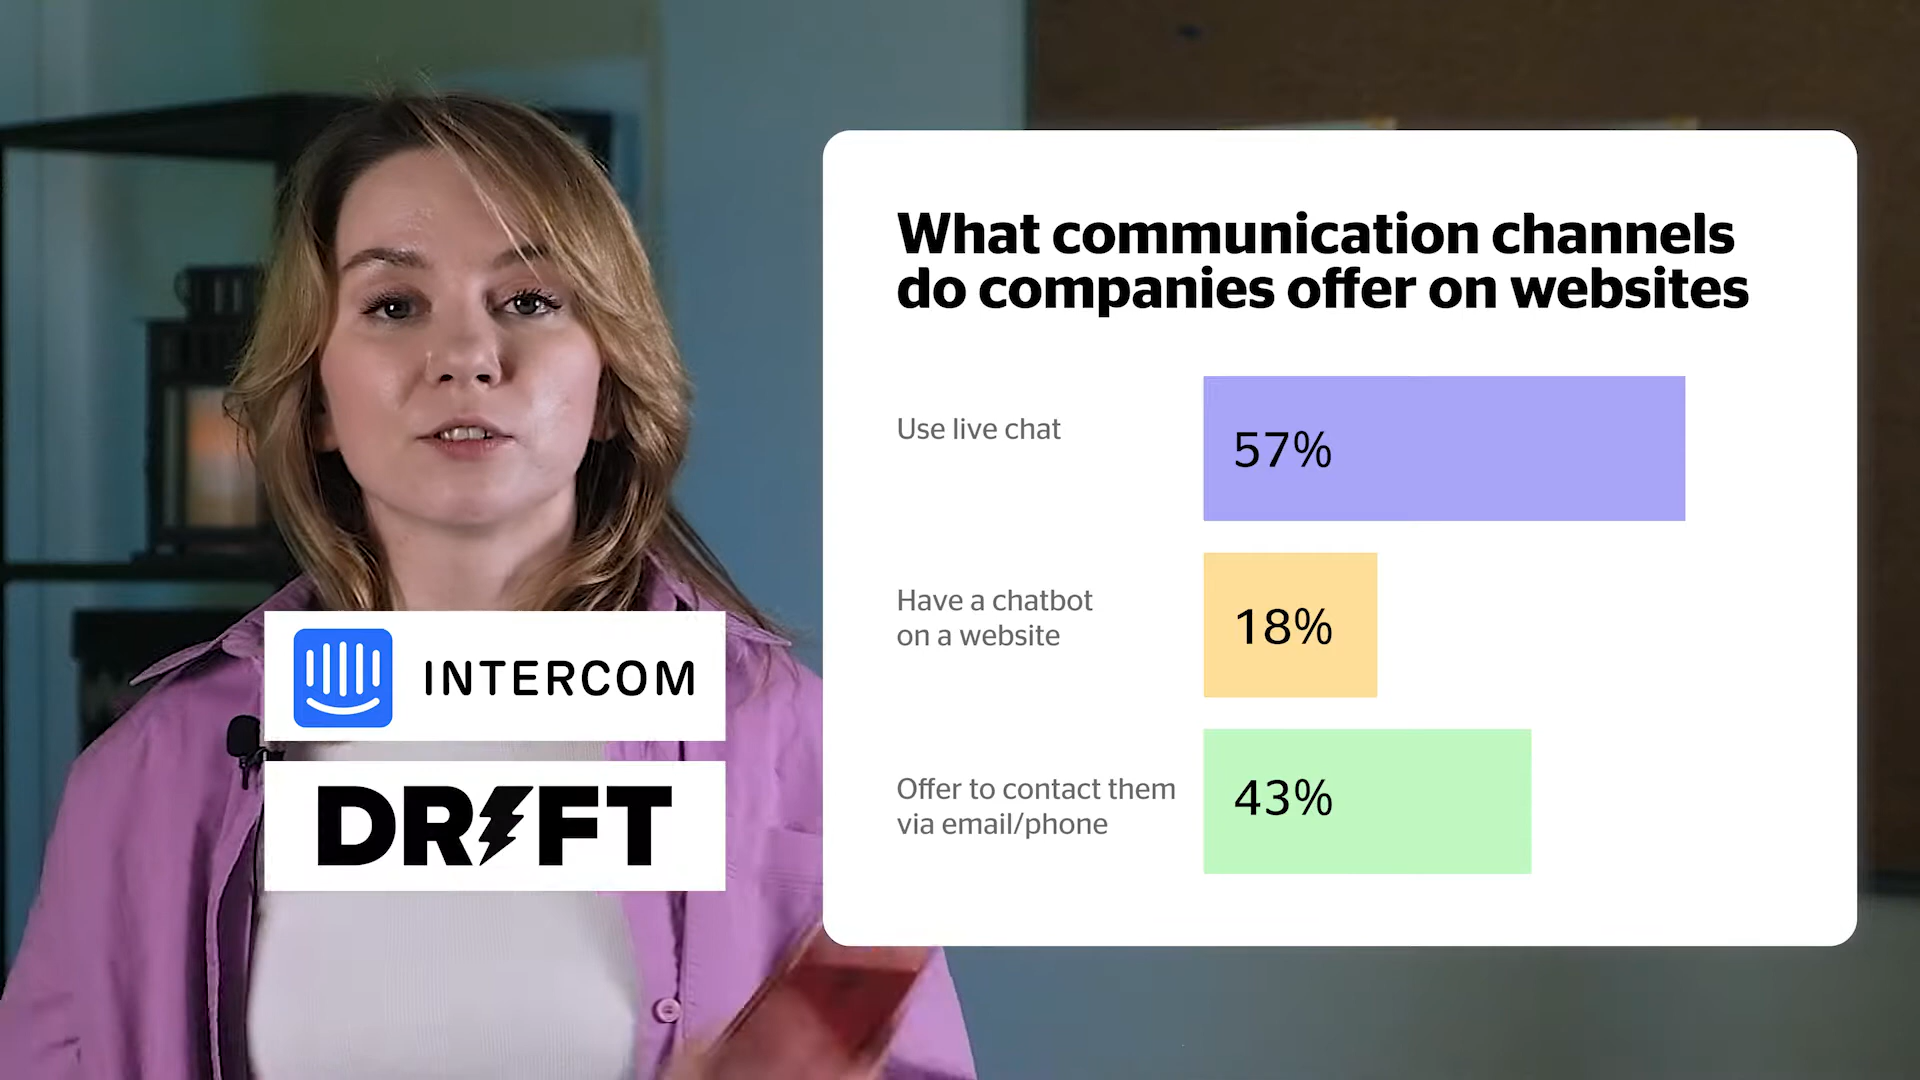 What communication channels
do companies offer on websites
Use live chat
57%
Have a chatbot
on a website
18%
Offer to contact them
via email/phone
43%
INTERCOM
DRIFT